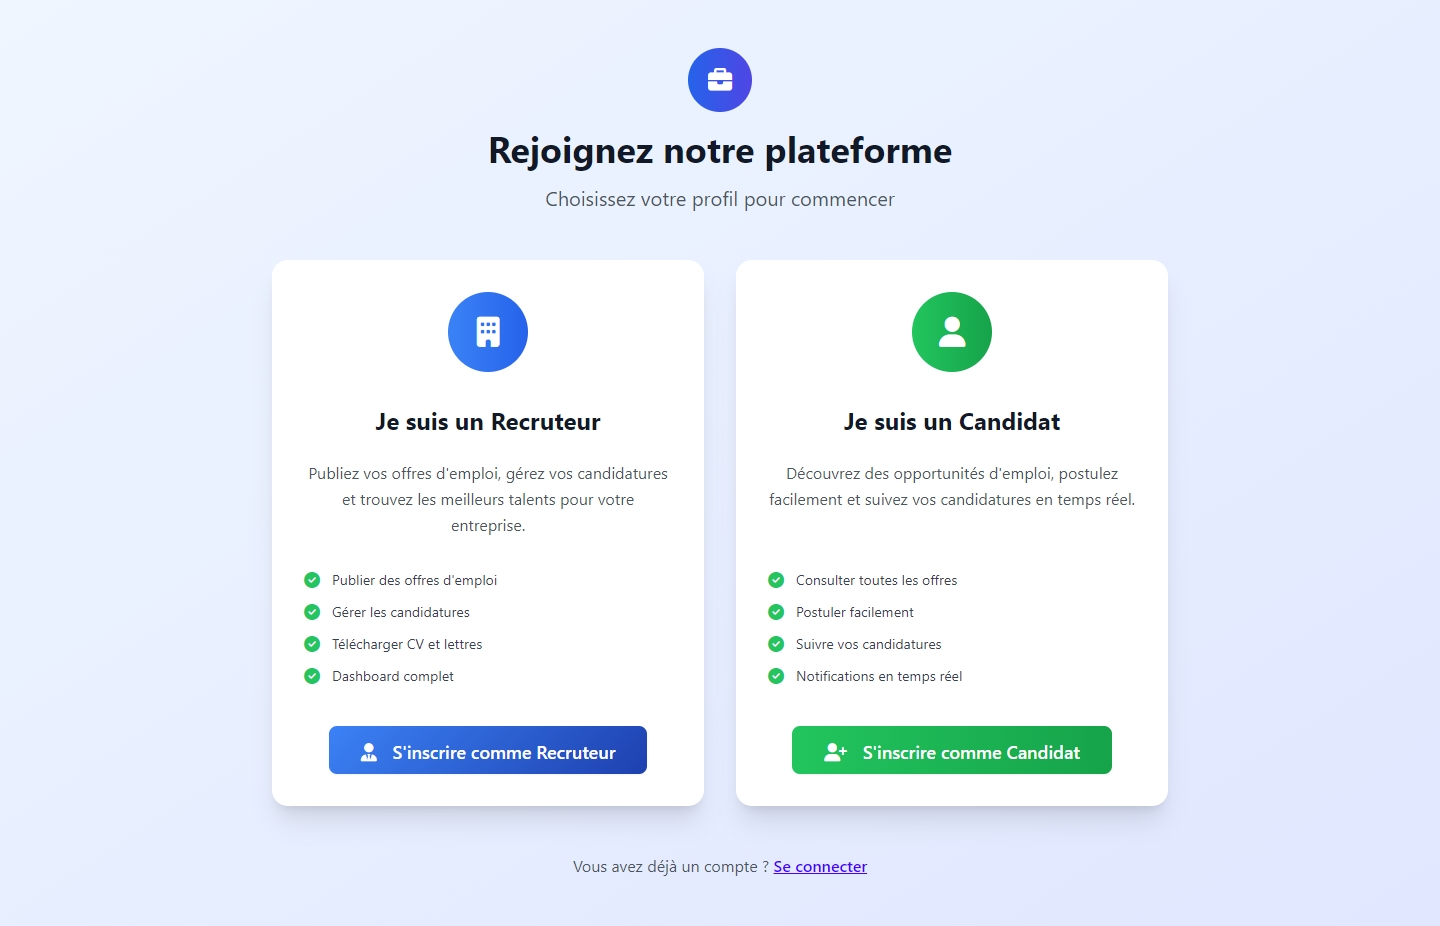 Rejoignez notre plateforme
Choisissez votre profil pour commencer
Je suis un Recruteur
Publiez vos offres d'emploi, gérez vos candidatures
et trouvez les meilleurs talents pour votre
entreprise.
Publier des offres d'emploi
Gérer les candidatures
Télécharger CV et lettres
Dashboard complet
S'inscrire comme Recruteur
Je suis un Candidat
Découvrez des opportunités d'emploi, postulez
facilement et suivez vos candidatures en temps réel.
Consulter toutes les offres
Postuler facilement
Suivre vos candidatures
Notifications en temps réel
S'inscrire comme Candidat
Vous avez déjà un compte ? Se connecter